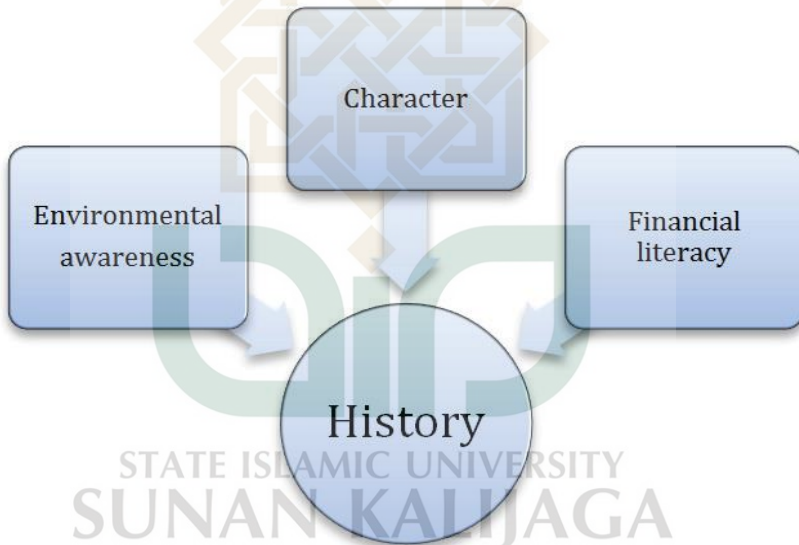 Character
Environmental
awareness
Financial
literacy
History
STATE ISLAMIC UNIVERSITY
SUNAN KALIJAGA